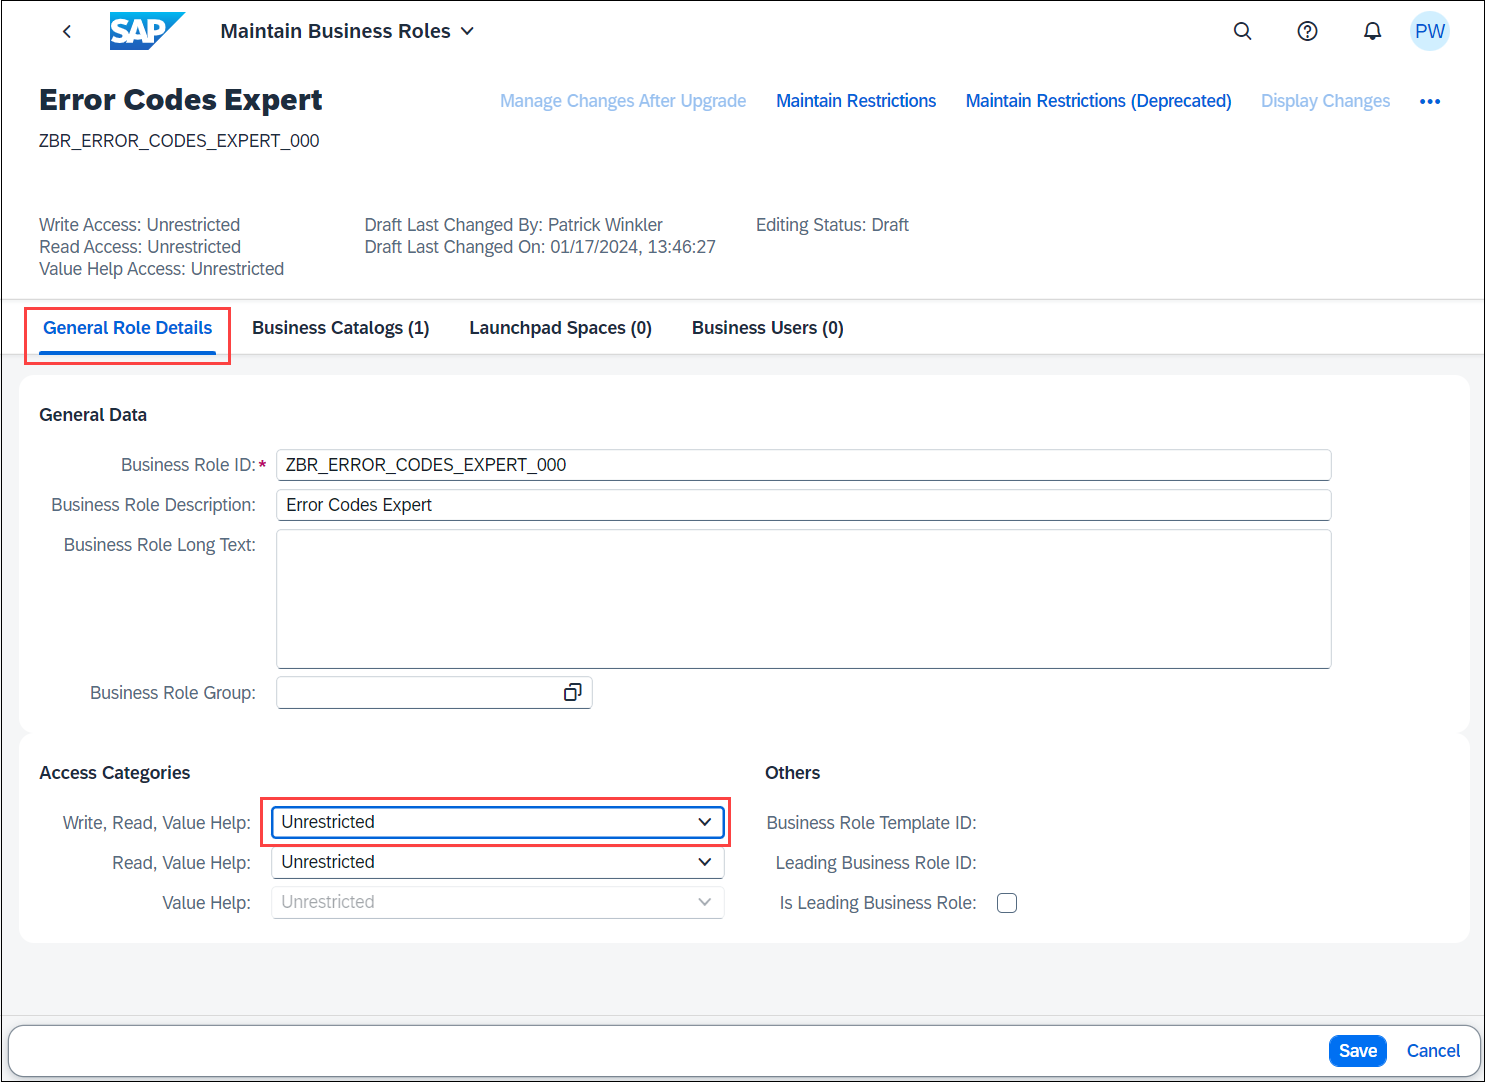 SAP Maintain Business Roles PW
Error Codes Expert
Manage Changes After Upgrade Maintain Restrictions Maintain Restrictions (Deprecated) Display Changes
ZBR_ERROR_CODES_EXPERT_000
Write Access: Unrestricted Draft Last Changed By: Patrick Winkler Editing Status: Draft
Read Access: Unrestricted Draft Last Changed On: 01/17/2024, 13:46:27
Value Help Access: Unrestricted
General Role Details Business Catalogs (1) Launchpad Spaces (0) Business Users (0)
General Data
Business Role ID:* ZBR_ERROR_CODES_EXPERT_000
Business Role Description: Error Codes Expert
Business Role Long Text:
Business Role Group:
Access Categories Others
Write, Read, Value Help: Unrestricted Business Role Template ID:
Read, Value Help: Unrestricted Leading Business Role ID:
Value Help: Unrestricted Is Leading Business Role:
Save Cancel